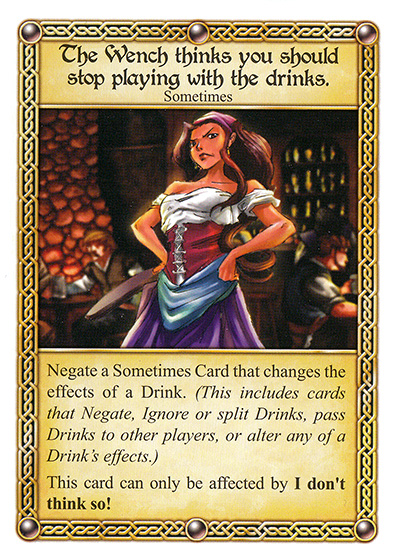 The Wench thinks you should
stop playing with the drinks.
Sometimes
Negate a Sometimes Card that changes the
effects of a Drink. (This includes cards
that Negate, Ignore or split Drinks, pass
Drinks to other players, or alter any of a
Drink's effects.)
This card can only be affected by I don't
think so!